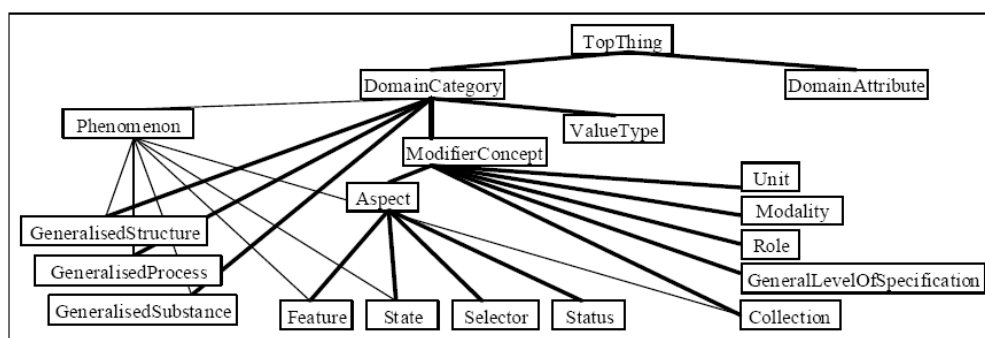 TopThing
DomainCategory
DomainAttribute
Phenomenon
ValueType
ModifierConcept
Unit
Aspect
Modality
GeneralisedStructure
Role
GeneralisedProcess
GeneralLevelOfSpecification
GeneralisedSubstance
Feature
State
Selector
Status
Collection